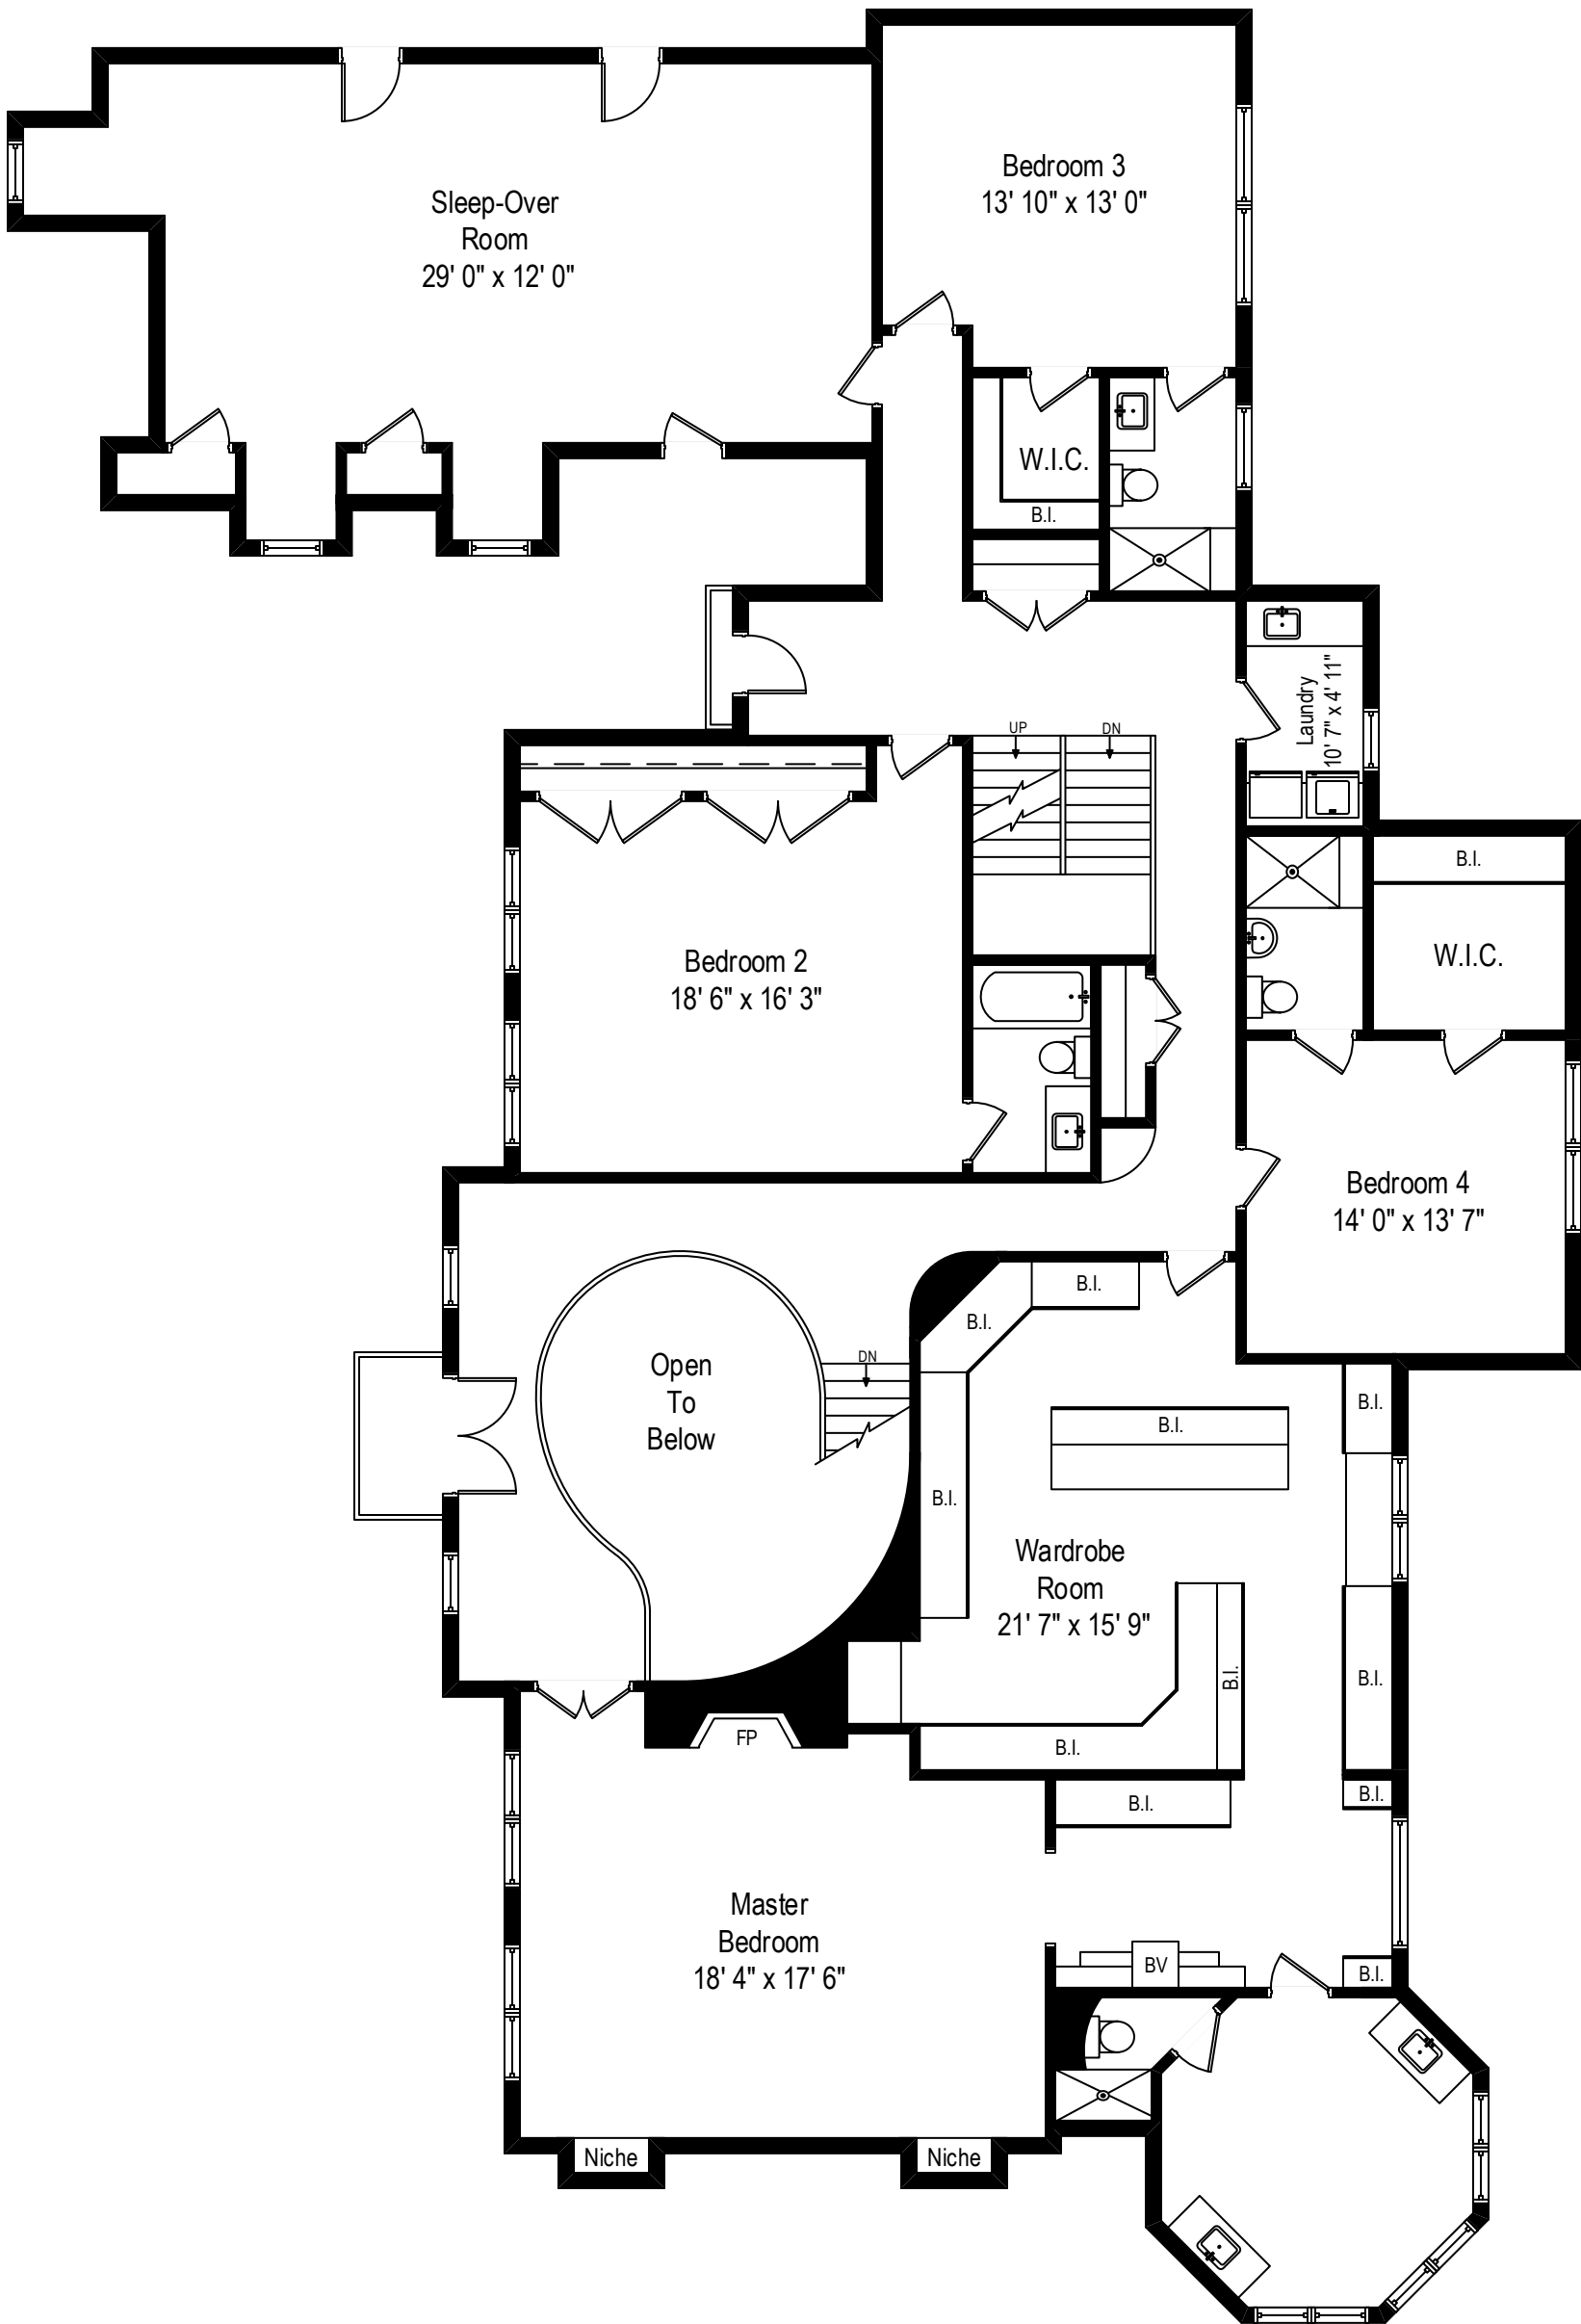 Bedroom 3
13' 10" x 13' 0"
Sleep-Over
Room
29' 0" x 12' 0"
W.I.C.
B.I.
Laundry
10' 7" x 4' 11"
UP
DN
B.I.
W.I.C.
Bedroom 2
18' 6" x 16' 3"
Bedroom 4
14' 0" x 13' 7"
B.I.
B.I.
DN
Open
To
Below
B.I.
B.I.
B.I.
Wardrobe
Room
21' 7" x 15' 9"
B.I.
B.I.
FP
B.I.
B.I.
B.I.
Master
Bedroom
18' 4" x 17' 6"
BV
B.I.
Niche
Niche